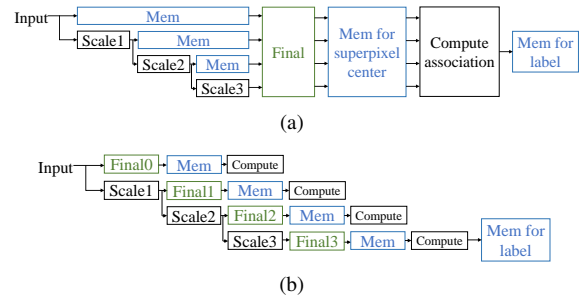 Input
Mem
Scale1
Mem
Scale2
Mem
Scale3
Final
Mem for
superpixel
center
Compute
association
Mem for
label
(a)
Input
Final0
Mem
Compute
Scale1
Final1
Mem
Compute
Scale2
Final2
Mem
Compute
Scale3
Final3
Mem
Compute
Mem for
label
(b)